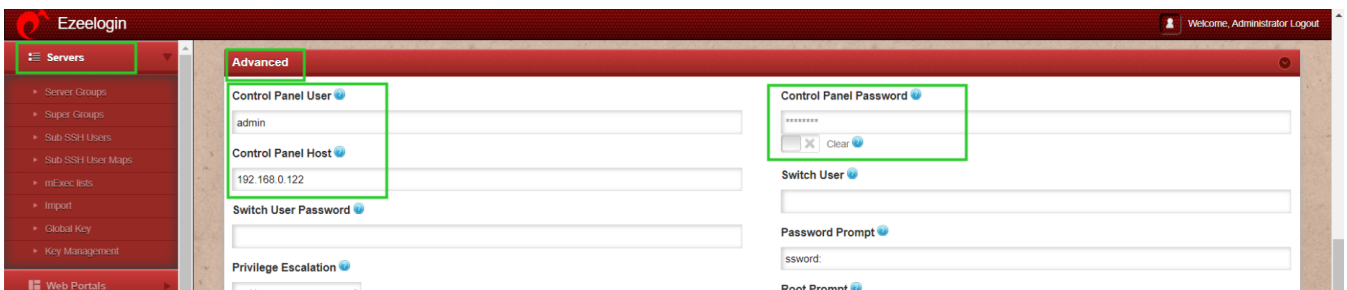 Ezeelogin
Welcome, Administrator Logout
Servers
Server Groups
Super Groups
Sub SSH Users
Sub SSH User Maps
mExec lists
Import
Global Key
Key Management
Web Portals
Advanced
Control Panel User
admin
Control Panel Host
192.168.0.122
Switch User Password
Privilege Escalation
Control Panel Password
********
Clear
Switch User
Password Prompt
ssword:
Root Prompt